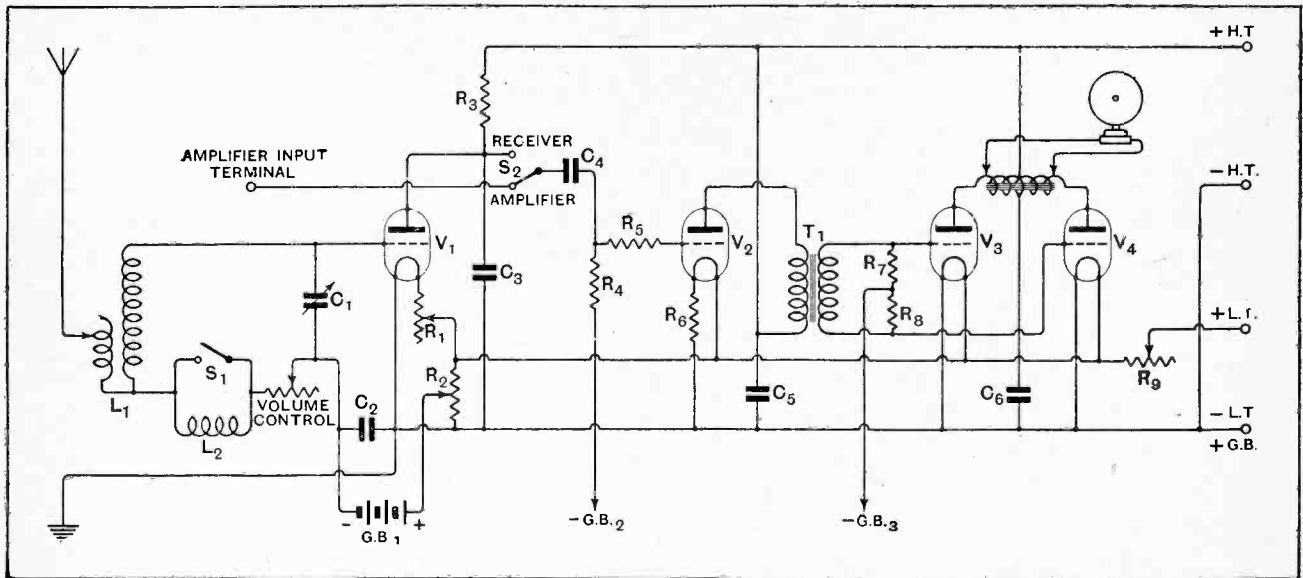 + H.T
R3
RECEIVER
S2
C4
AMPLIFIER INPUT
TERMINAL
AMPLIFIER
- H.T.
V1
R5
V2
T1
V3
V4
C1
C3
R4
R7
R1
R6
R8
+ L.T.
S1
L1
VOLUME
CONTROL
R2
C2
C5
C6
R9
L2
- L.T
+ G.B.
- +
G.B1
- G.B.2
- G.B.3